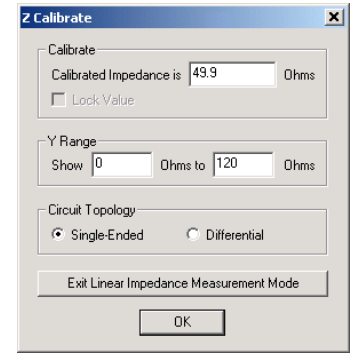 Z Calibrate
Calibrate
Calibrated Impedance is 49.9 Ohms
Lock Value
Y Range
Show 0 Ohms to 120 Ohms
Circuit Topology
Single-Ended Differential
Exit Linear Impedance Measurement Mode
OK